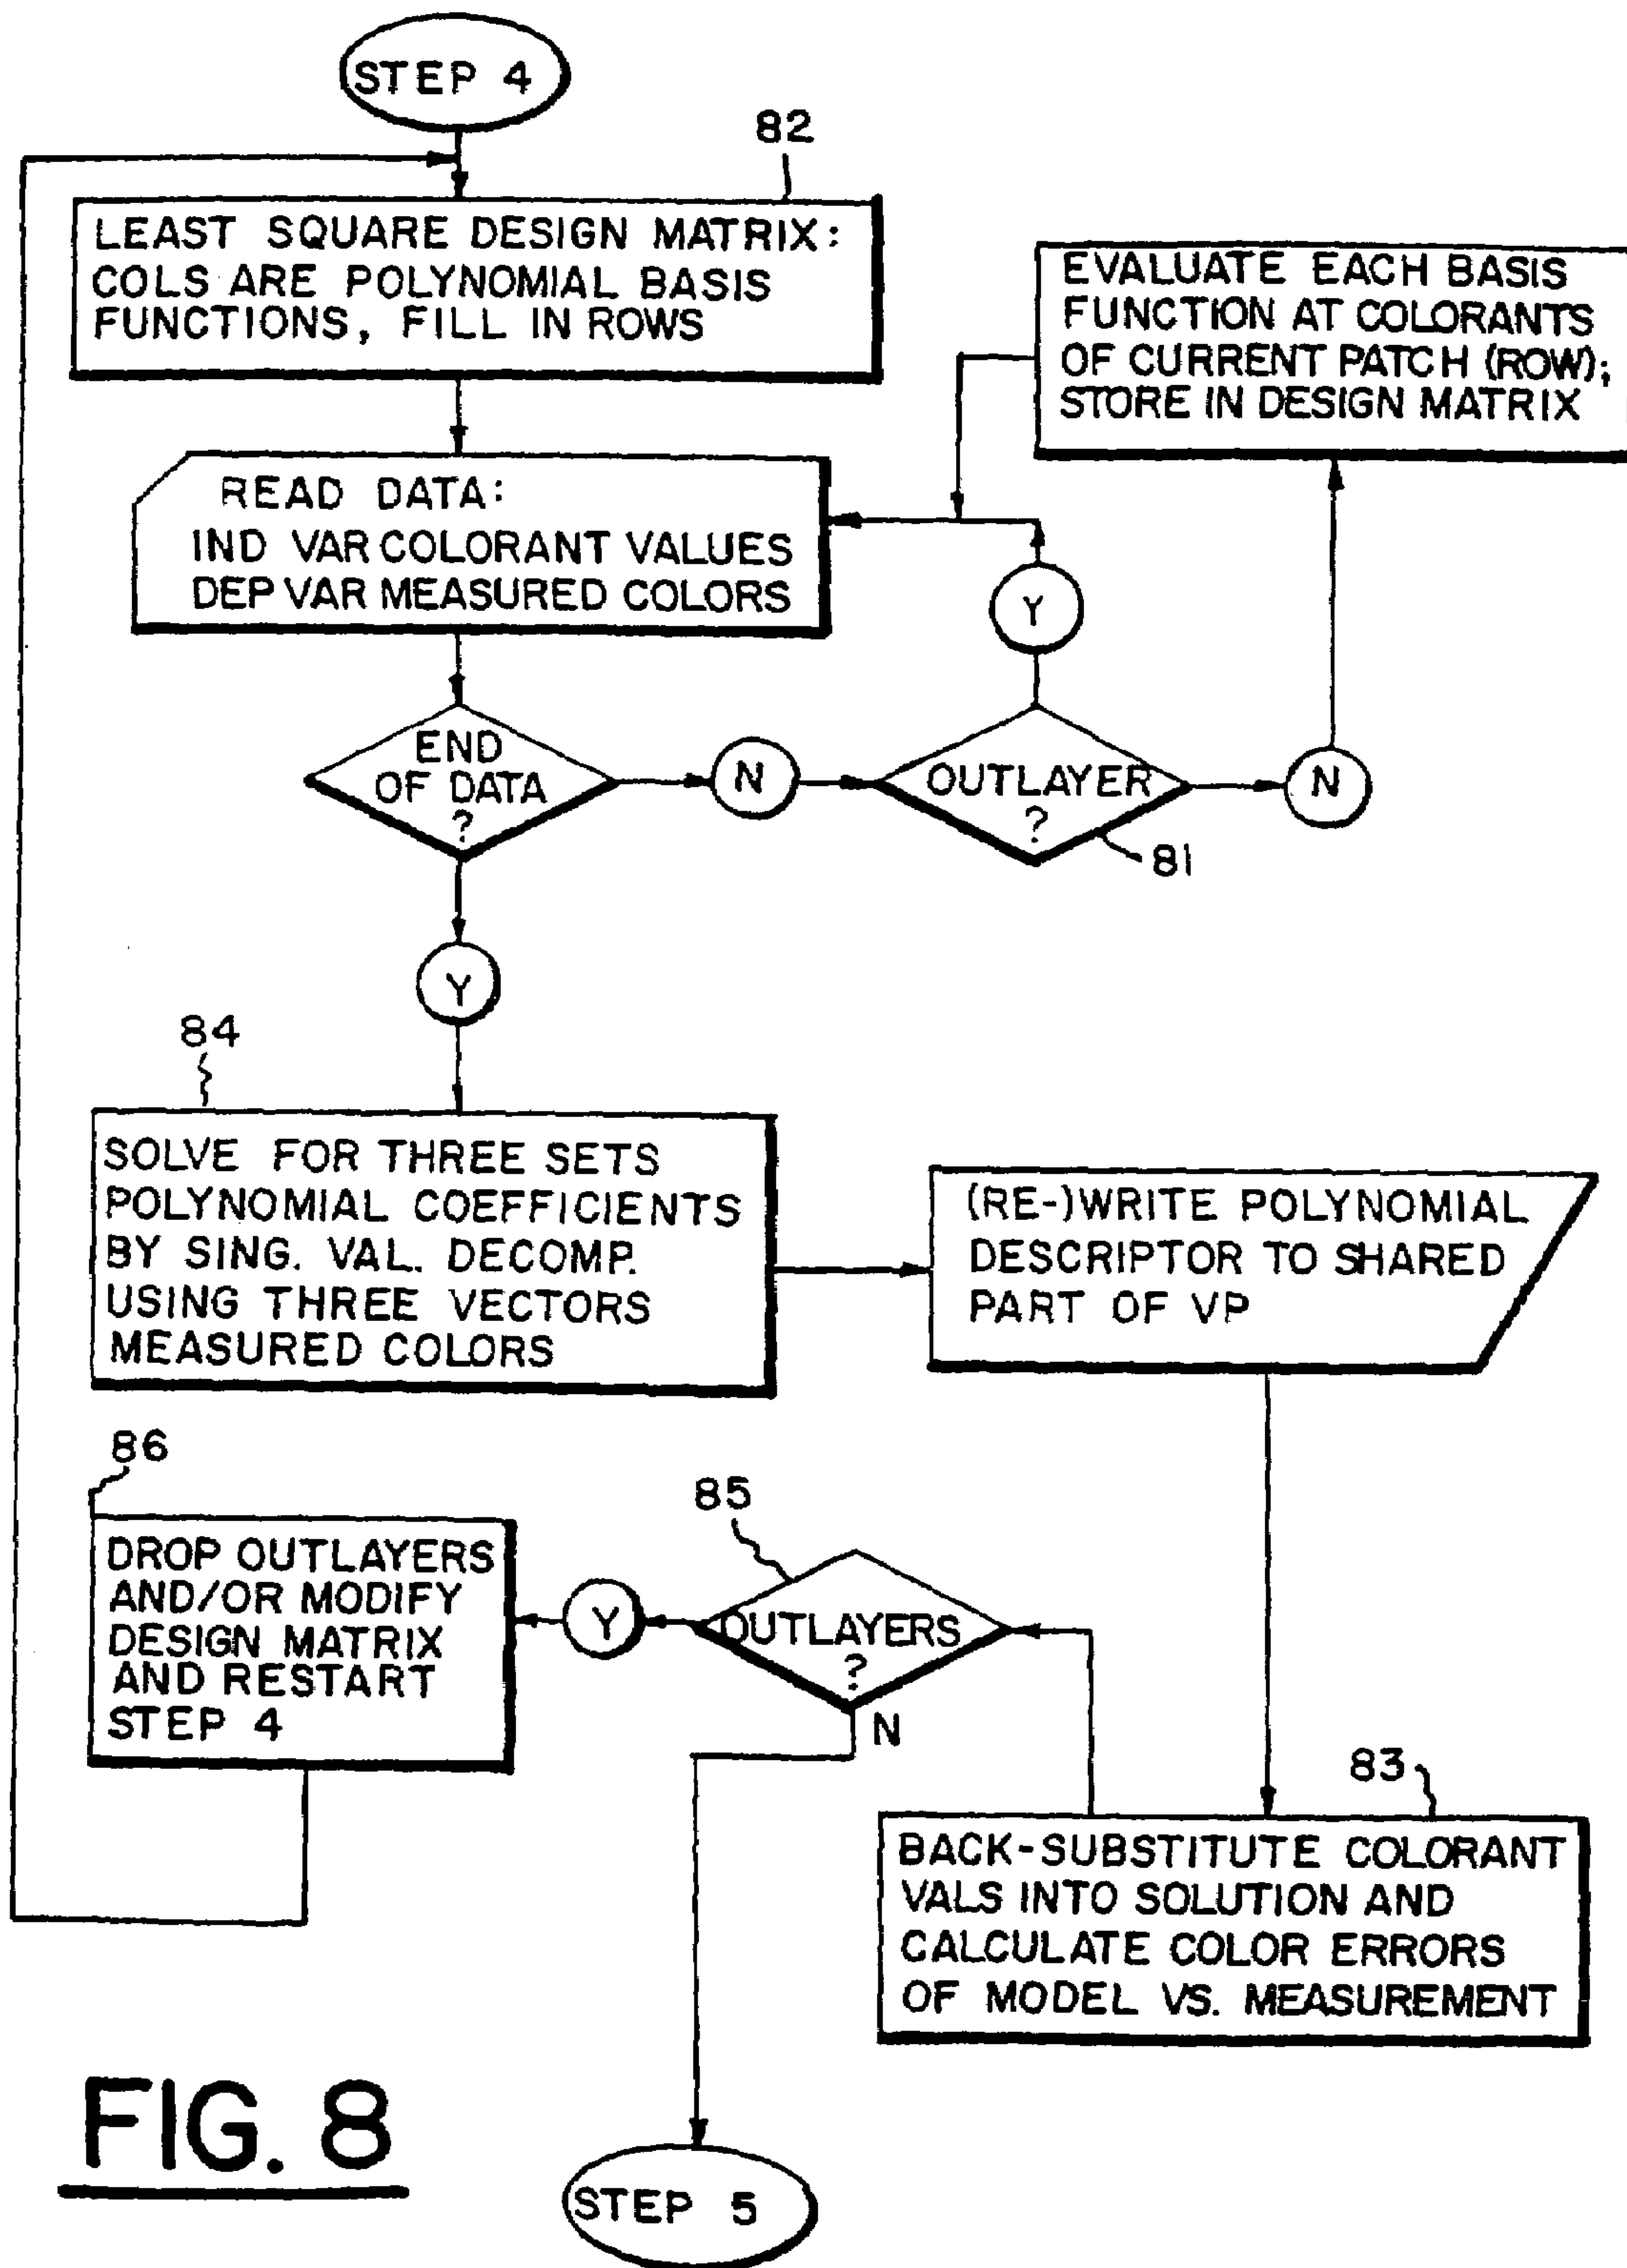 STEP 4
82
LEAST SQUARE DESIGN MATRIX:
COLS ARE POLYNOMIAL BASIS
FUNCTIONS, FILL IN ROWS
EVALUATE EACH BASIS
FUNCTION AT COLORANTS
OF CURRENT PATCH (ROW);
STORE IN DESIGN MATRIX
READ DATA:
IND VAR COLORANT VALUES
DEP VAR MEASURED COLORS
Y
END
OF DATA
?
N
OUTLAYER
?
N
81
Y
84
SOLVE FOR THREE SETS
POLYNOMIAL COEFFICIENTS
BY SING. VAL. DECOMP.
USING THREE VECTORS
MEASURED COLORS
(RE-)WRITE POLYNOMIAL
DESCRIPTOR TO SHARED
PART OF VP
86
DROP OUTLAYERS
AND/OR MODIFY
DESIGN MATRIX
AND RESTART
STEP 4
85
Y
OUTLAYERS
?
N
83
BACK-SUBSTITUTE COLORANT
VALS INTO SOLUTION AND
CALCULATE COLOR ERRORS
OF MODEL VS. MEASUREMENT
FIG. 8
STEP 5